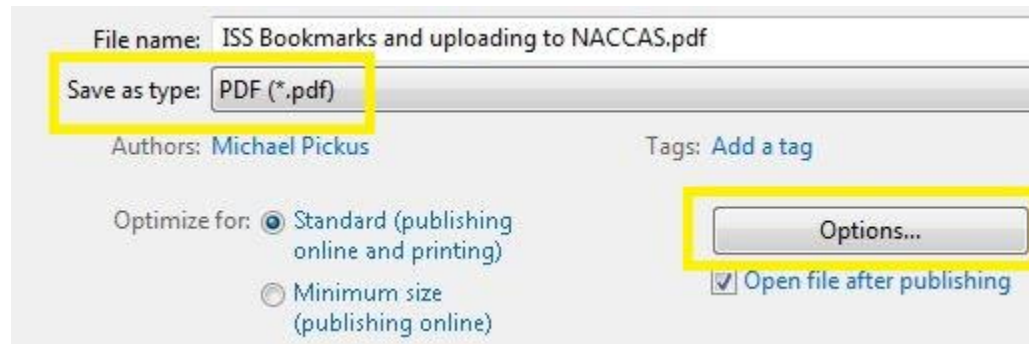 File name: ISS Bookmarks and uploading to NACCAS.pdf
Save as type: PDF (*.pdf)
Authors: Michael Pickus Tags: Add a tag
Optimize for: Standard (publishing
online and printing)
Options...
Open file after publishing
Minimum size
(publishing online)